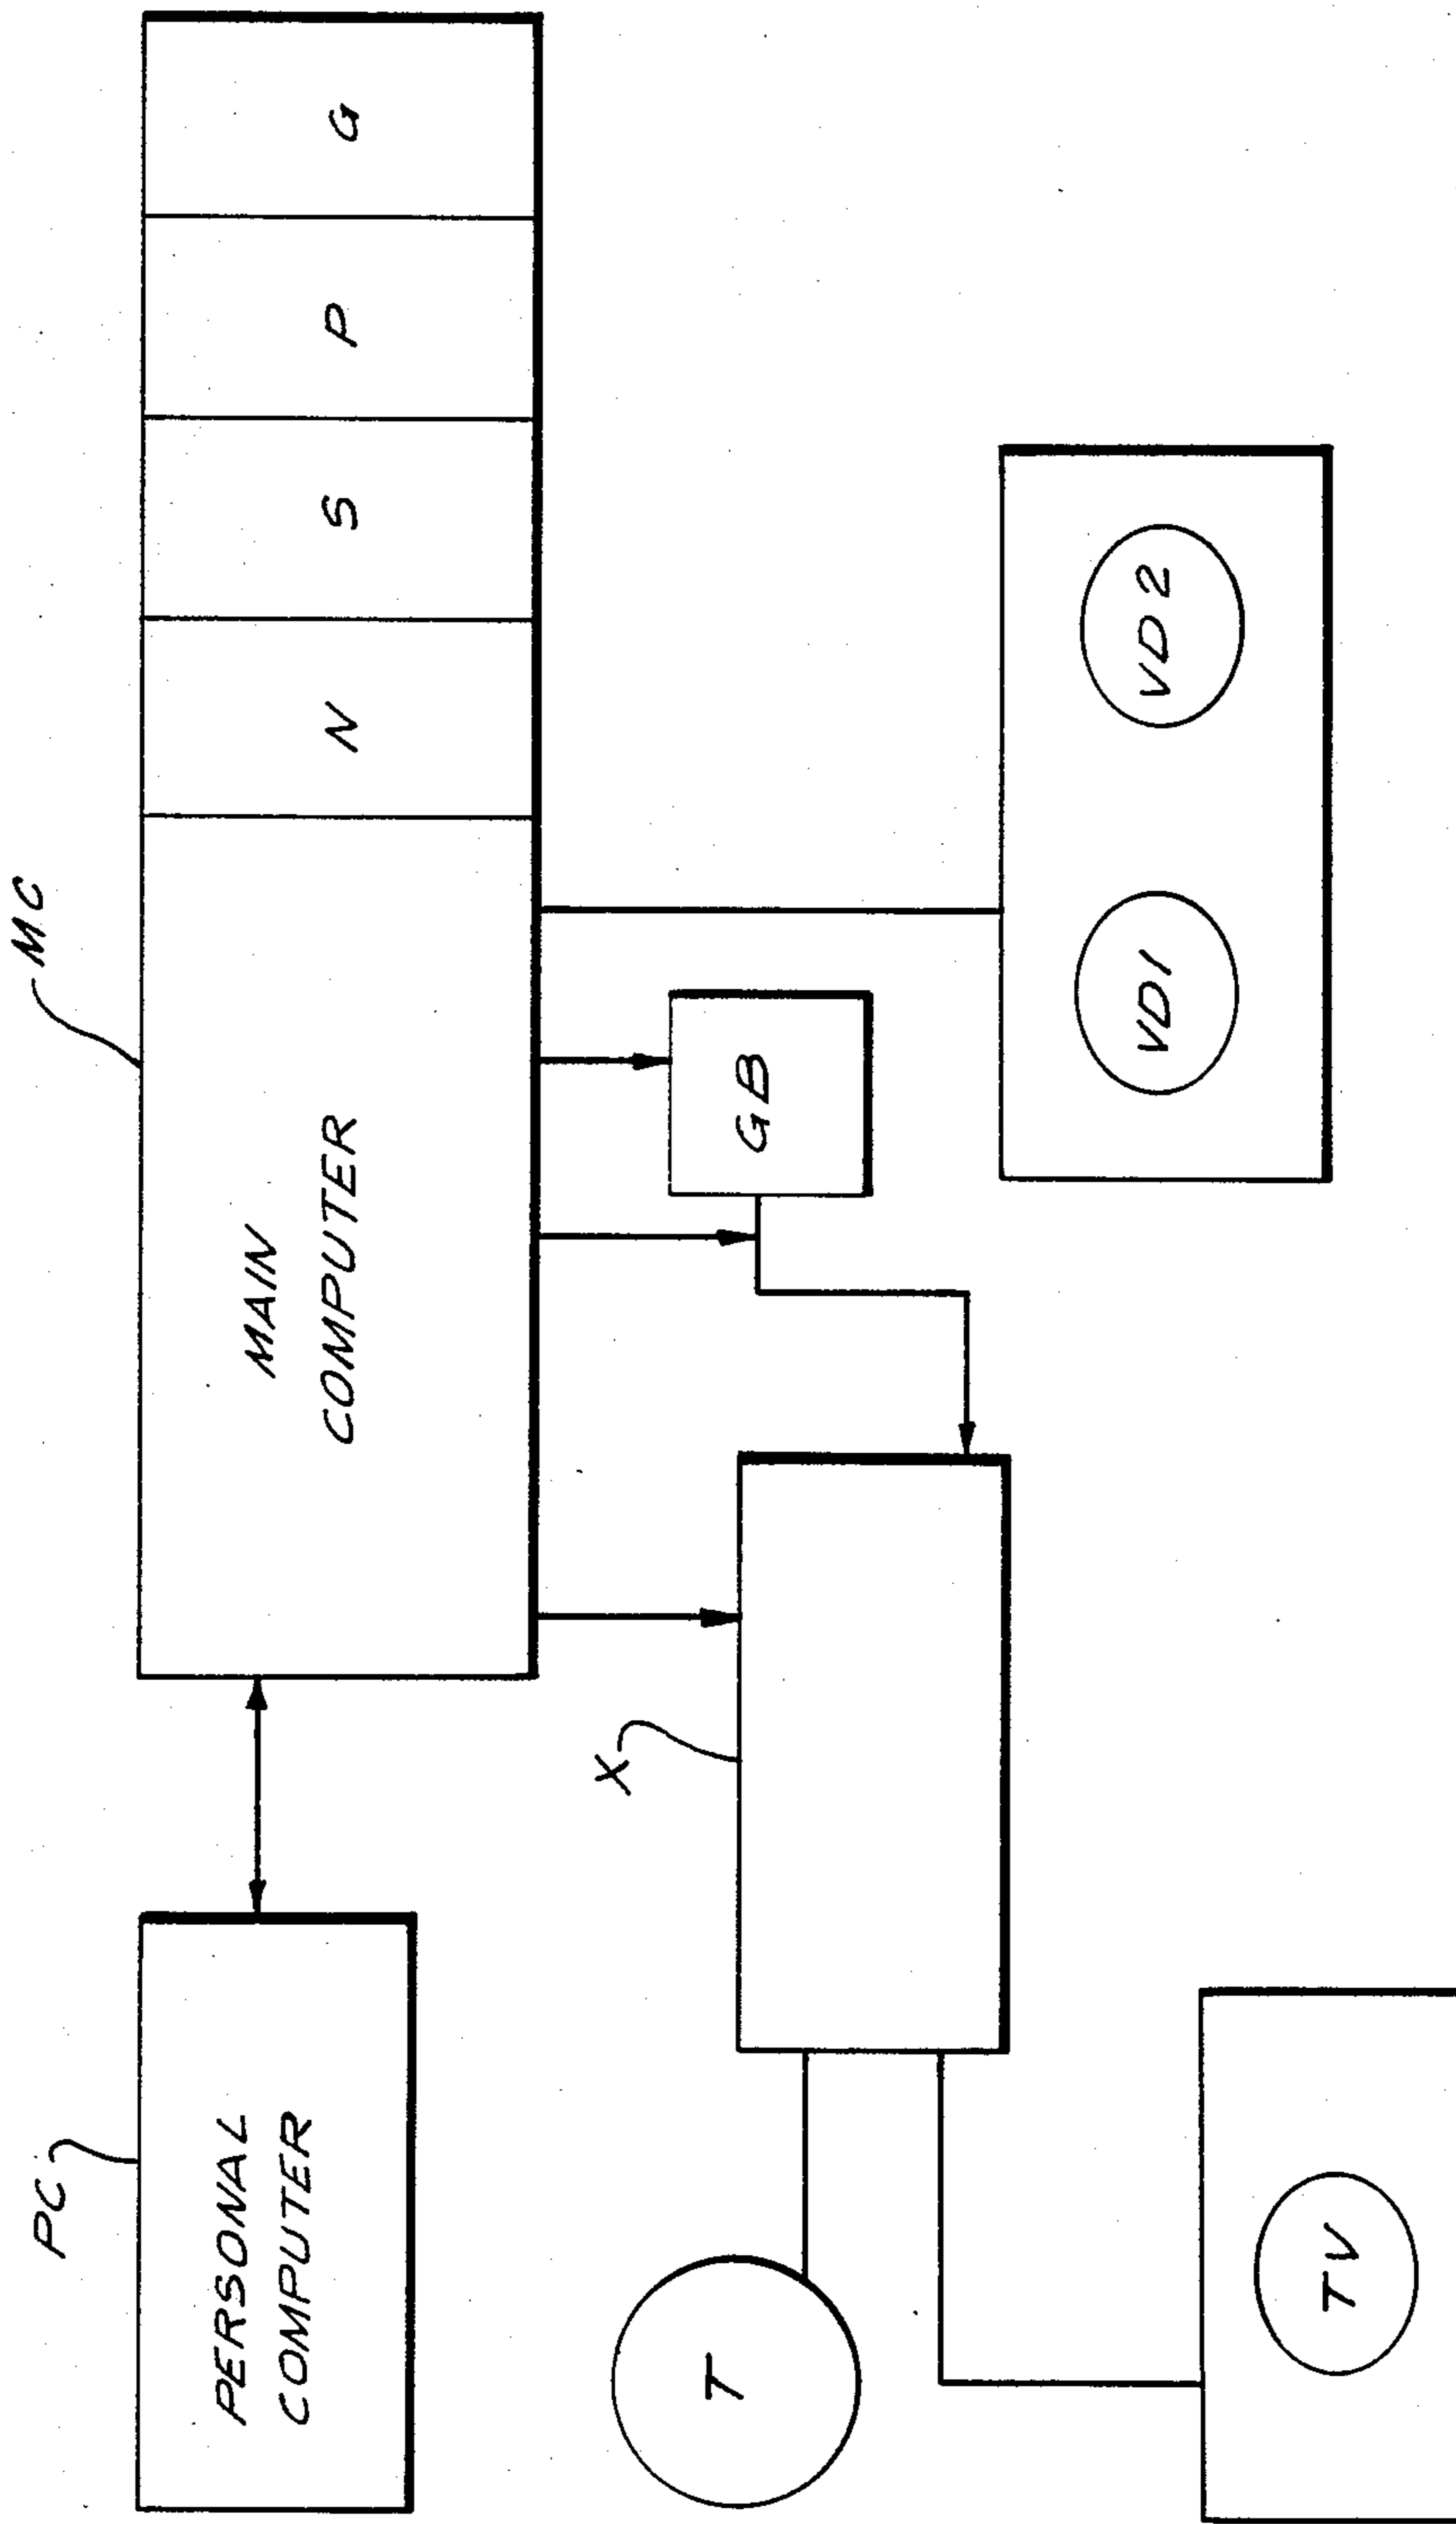 PC
MC
PERSONAL
COMPUTER
MAIN
COMPUTER
N
S
P
G
X
T
GB
TV
VD1
VD2